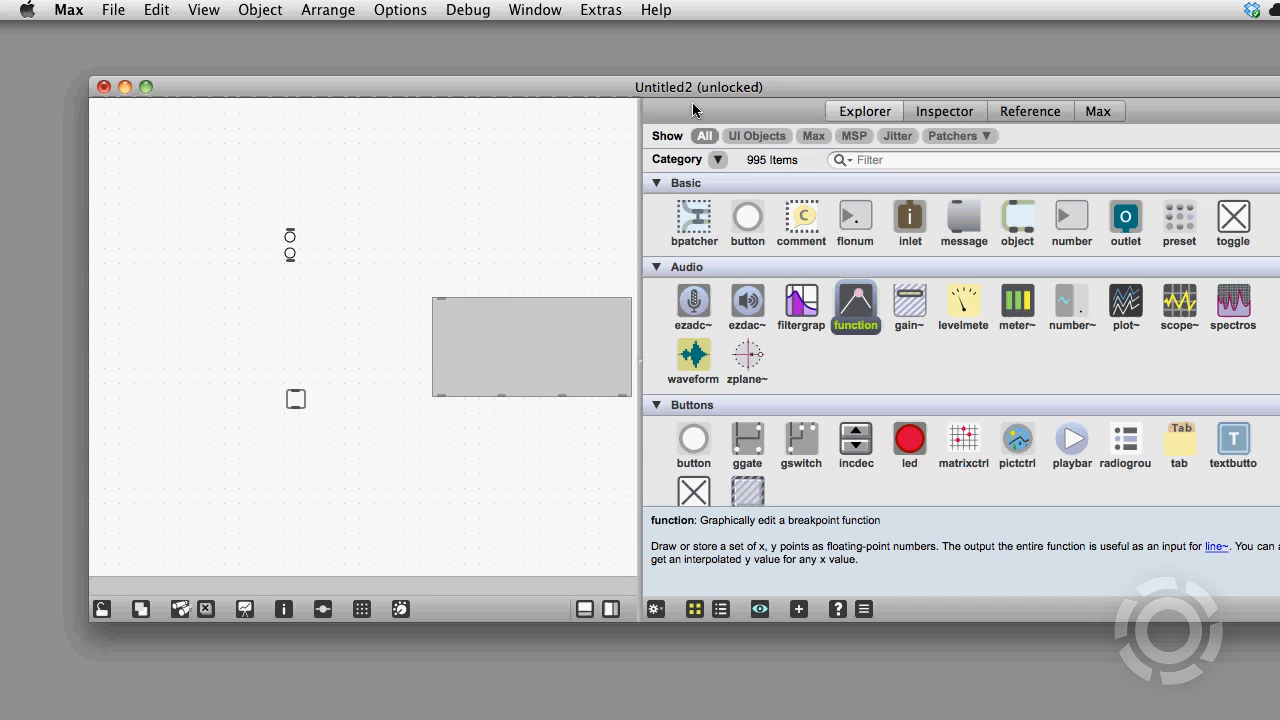 Max File Edit View Object Arrange Options Debug Window Extras Help
Untitled2 (unlocked)
Explorer Inspector Reference Max
Show All UI Objects Max MSP Jitter Patchers ▼
Category ▼ 995 Items Filter
▼ Basic
bpatcher button comment flonum inlet message object number outlet preset toggle
▼ Audio
ezadc~ ezdac~ filtergrap function gain~ levelmete meter~ number~ plot~ scope~ spectros
waveform zplane~
▼ Buttons
Tab
T
button ggate gswitch incdec led matrixctrl pictctrl playbar radiogrou tab textbutto
function: Graphically edit a breakpoint function
Draw or store a set of x, y points as floating-point numbers. The output the entire function is useful as an input for line~. You can a
get an interpolated y value for any x value.